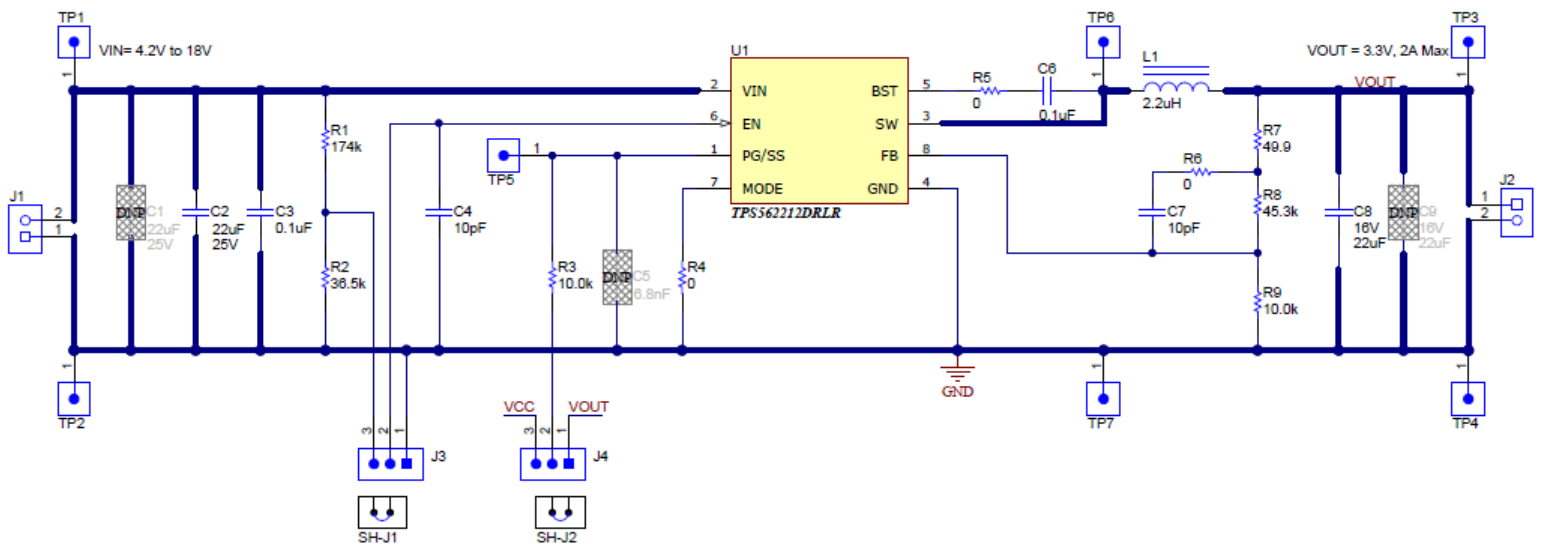 TP1
VIN= 4.2V to 18V
1
J1
2
1
DNP
C1
22uF
25V
C2
22uF
25V
C3
0.1uF
R1
174k
R2
36.5k
C4
10pF
1
TP2
3
2
1
J3
SH-J1
TP5
1
R3
10.0k
DNP
C5
6.8nF
R4
0
VCC
VOUT
3
2
1
J4
SH-J2
U1
2
VIN
6
EN
1
PG/SS
7
MODE
BST
5
SW
3
FB
8
GND
4
TPS562212DRLR
GND
R5
0
C6
0.1uF
TP6
1
L1
2.2uH
R6
0
C7
10pF
R7
49.9
R8
45.3k
R9
10.0k
1
TP7
VOUT = 3.3V, 2A Max
VOUT
TP3
1
C8
16V
22uF
DNP
C9
16V
22uF
J2
1
2
1
TP4